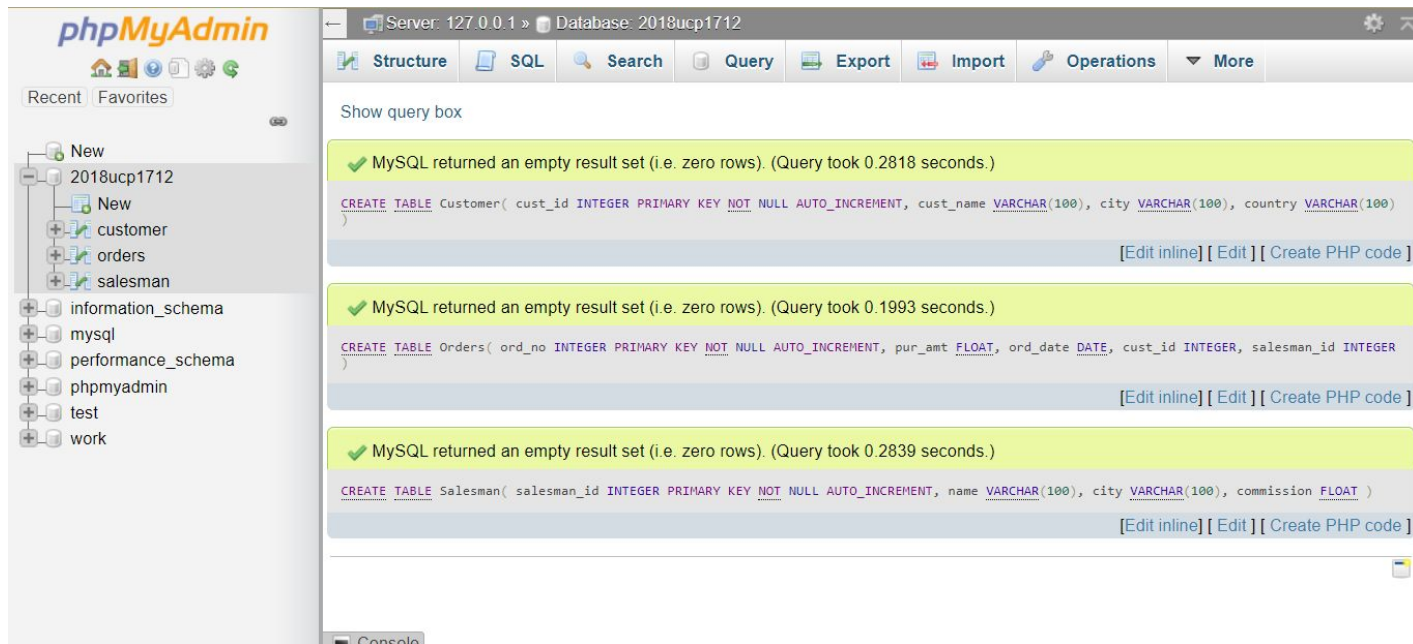 phpMyAdmin
Recent Favorites
New
2018ucp1712
New
customer
orders
salesman
information_schema
mysql
performance_schema
phpmyadmin
test
work
Server: 127.0.0.1 » Database: 2018ucp1712
Structure SQL Search Query Export Import Operations More
Show query box
MySQL returned an empty result set (i.e. zero rows). (Query took 0.2818 seconds.)
CREATE TABLE Customer( cust_id INTEGER PRIMARY KEY NOT NULL AUTO_INCREMENT, cust_name VARCHAR(100), city VARCHAR(100), country VARCHAR(100)
)
[Edit inline] [ Edit ] [ Create PHP code ]
MySQL returned an empty result set (i.e. zero rows). (Query took 0.1993 seconds.)
CREATE TABLE Orders( ord_no INTEGER PRIMARY KEY NOT NULL AUTO_INCREMENT, pur_amt FLOAT, ord_date DATE, cust_id INTEGER, salesman_id INTEGER
)
[Edit inline] [ Edit ] [ Create PHP code ]
MySQL returned an empty result set (i.e. zero rows). (Query took 0.2839 seconds.)
CREATE TABLE Salesman( salesman_id INTEGER PRIMARY KEY NOT NULL AUTO_INCREMENT, name VARCHAR(100), city VARCHAR(100), commission FLOAT )
[Edit inline] [ Edit ] [ Create PHP code ]
Console